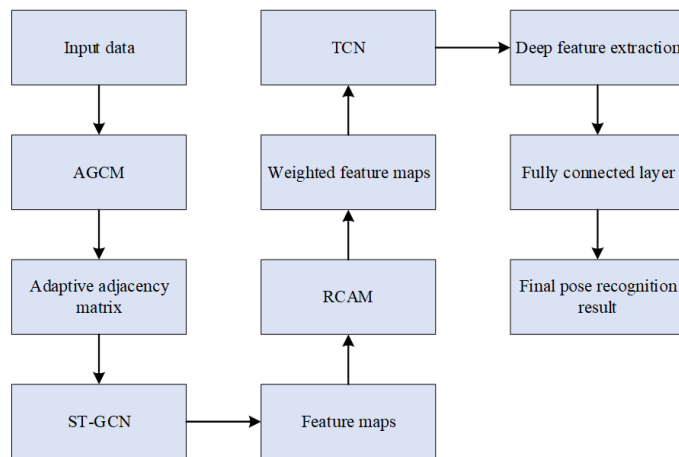 Input data
AGCM
Adaptive adjacency
matrix
ST-GCN
Feature maps
RCAM
Weighted feature maps
TCN
Deep feature extraction
Fully connected layer
Final pose recognition
result